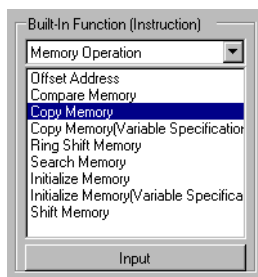 Built-In Function (Instruction)
Memory Operation
Offset Address
Compare Memory
Copy Memory
Copy Memory(Variable Specification
Ring Shift Memory
Search Memory
Initialize Memory
Initialize Memory(Variable Specifica
Shift Memory
Input